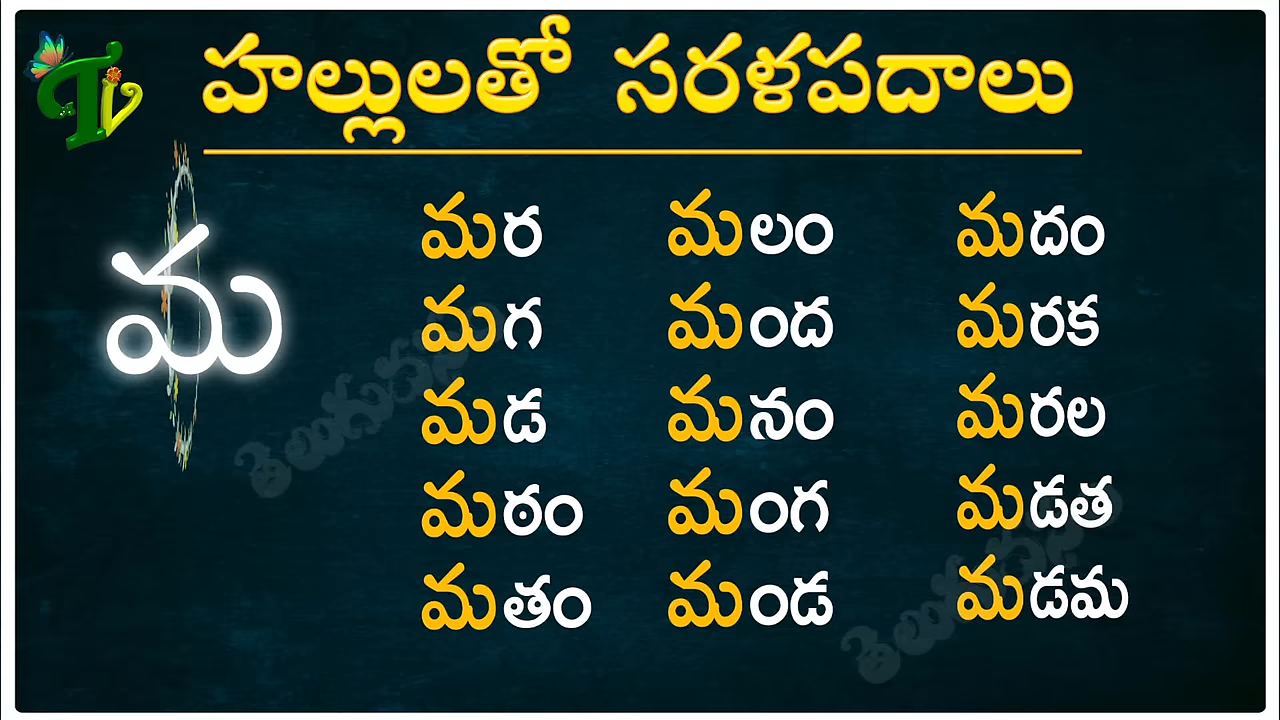 హల్లులతో సరళపదాలు
మ
మర మలం మదం
మగ మంద మరక
మడ మనం మరల
మఠం మంగ మడత
మతం మండ మడమ